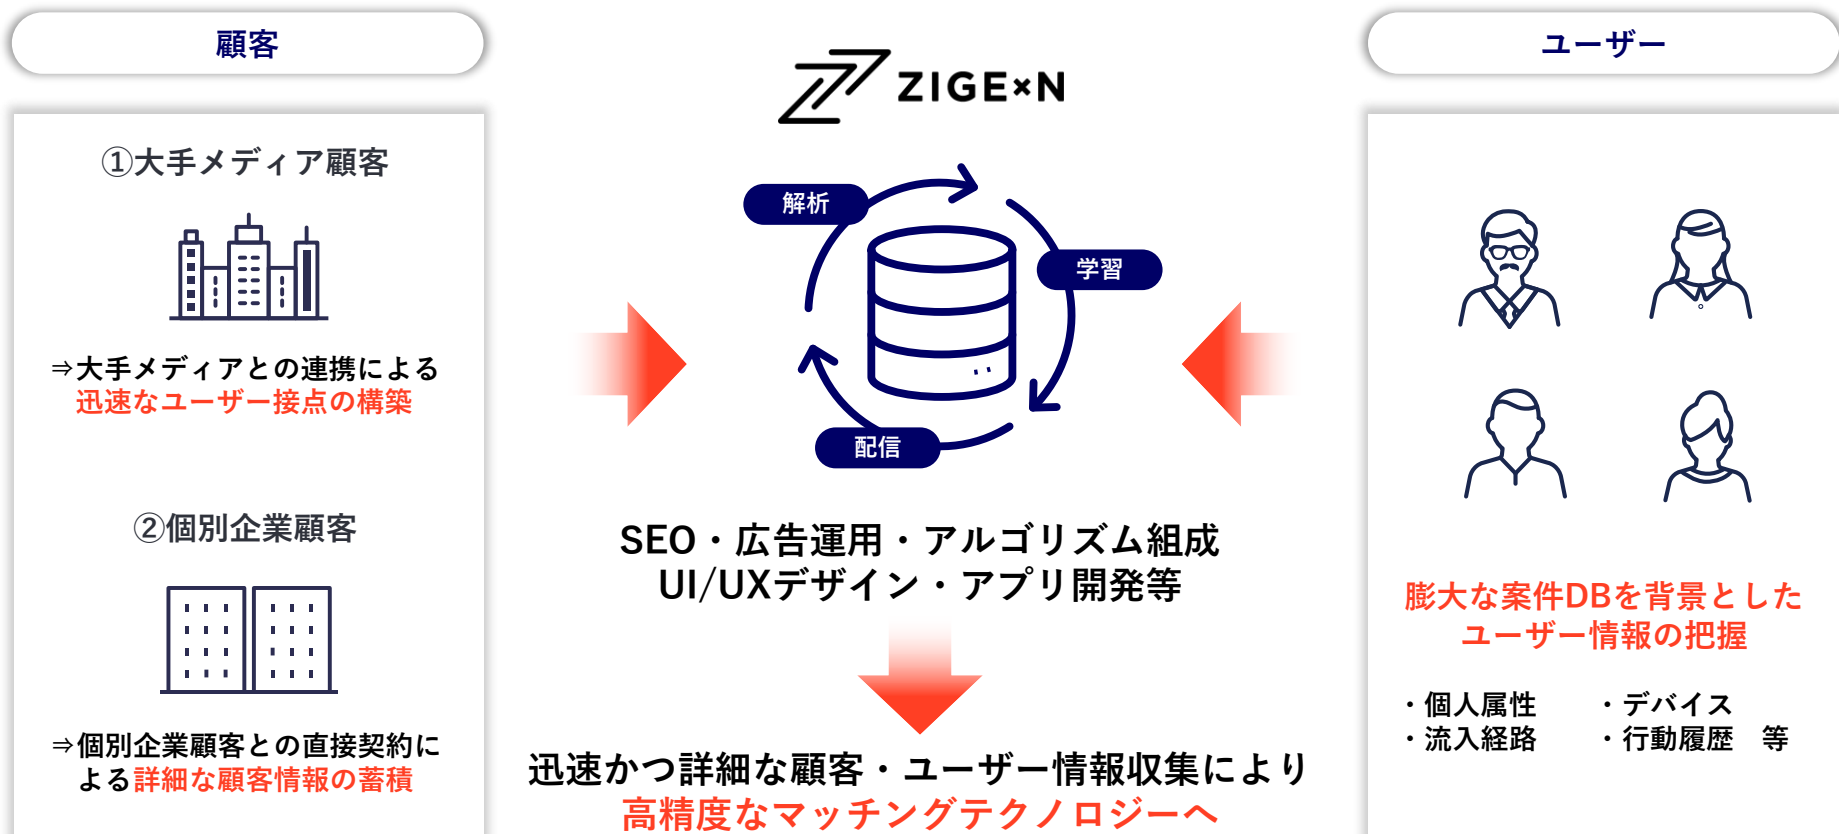 顧客
①大手メディア顧客
⇒大手メディアとの連携による
迅速なユーザー接点の構築
②個別企業顧客
⇒個別企業顧客との直接契約に
よる詳細な顧客情報の蓄積
ZIGE×N
解析
学習
配信
SEO・広告運用・アルゴリズム組成
UI/UXデザイン・アプリ開発等
迅速かつ詳細な顧客・ユーザー情報収集により
高精度なマッチングテクノロジーへ
ユーザー
膨大な案件DBを背景とした
ユーザー情報の把握
・個人属性　・デバイス
・流入経路　・行動履歴　等